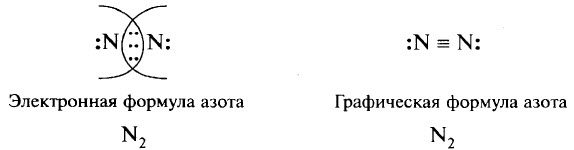 :N::::::N: :N ≡ N:
Электронная формула азота Графическая формула азота
N₂ N₂